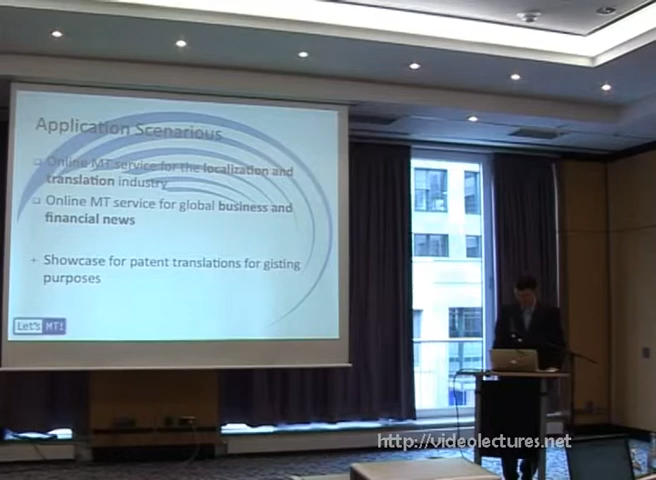 Application Scenarious
Online MT service for the localization and
translation industry
Online MT service for global business and
financial news
+ Showcase for patent translations for gisting
purposes
Let's MT!
http://videolectures.net